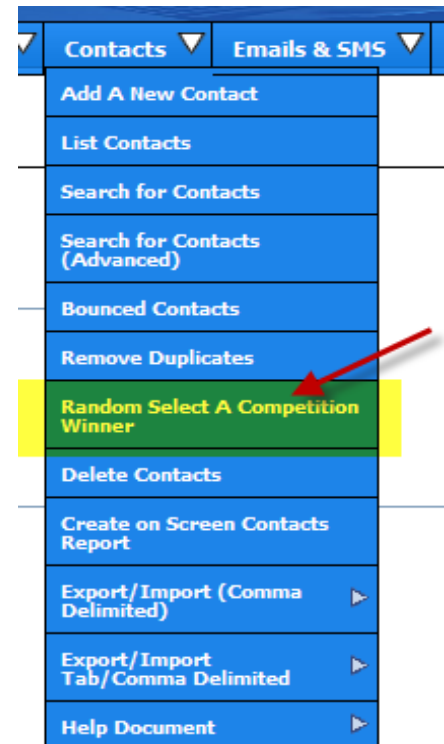 Contacts Emails & SMS
Add A New Contact
List Contacts
Search for Contacts
Search for Contacts
(Advanced)
Bounced Contacts
Remove Duplicates
Random Select A Competition
Winner
Delete Contacts
Create on Screen Contacts
Report
Export/Import (Comma
Delimited)
Export/Import
Tab/Comma Delimited
Help Document